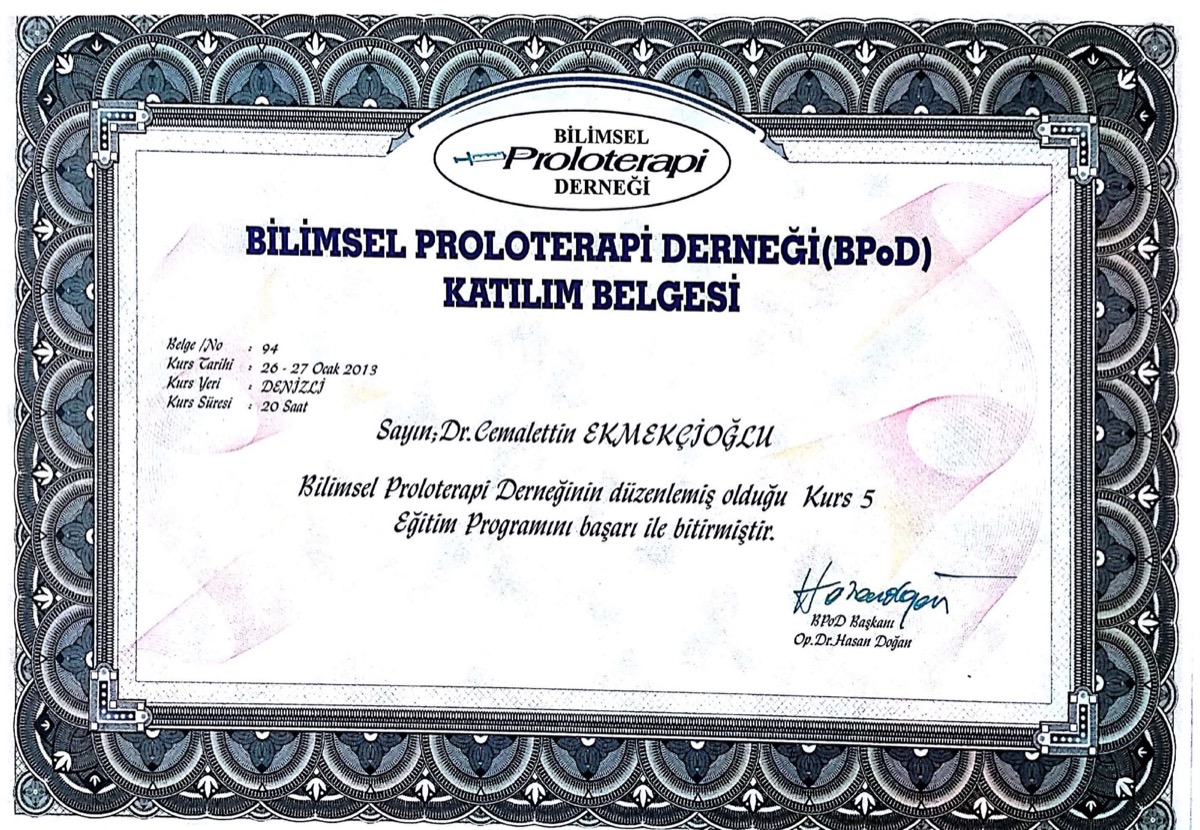 BİLİMSEL
Proloterapi
DERNEĞİ
BİLİMSEL PROLOTERAPİ DERNEĞİ(BPoD)
KATILIM BELGESİ
Belge /No : 94
Kurs Tarihi : 26 - 27 Ocak 2013
Kurs Yeri : DENİZLİ
Kurs Süresi : 20 Saat
Sayın;Dr.Cemalettin EKMEKÇİOĞLU
Bilimsel Proloterapi Derneğinin düzenlemiş olduğu Kurs 5
Eğitim Programını başarı ile bitirmiştir.
Hasandogan
BPoD Başkanı
Op.Dr.Hasan Doğan